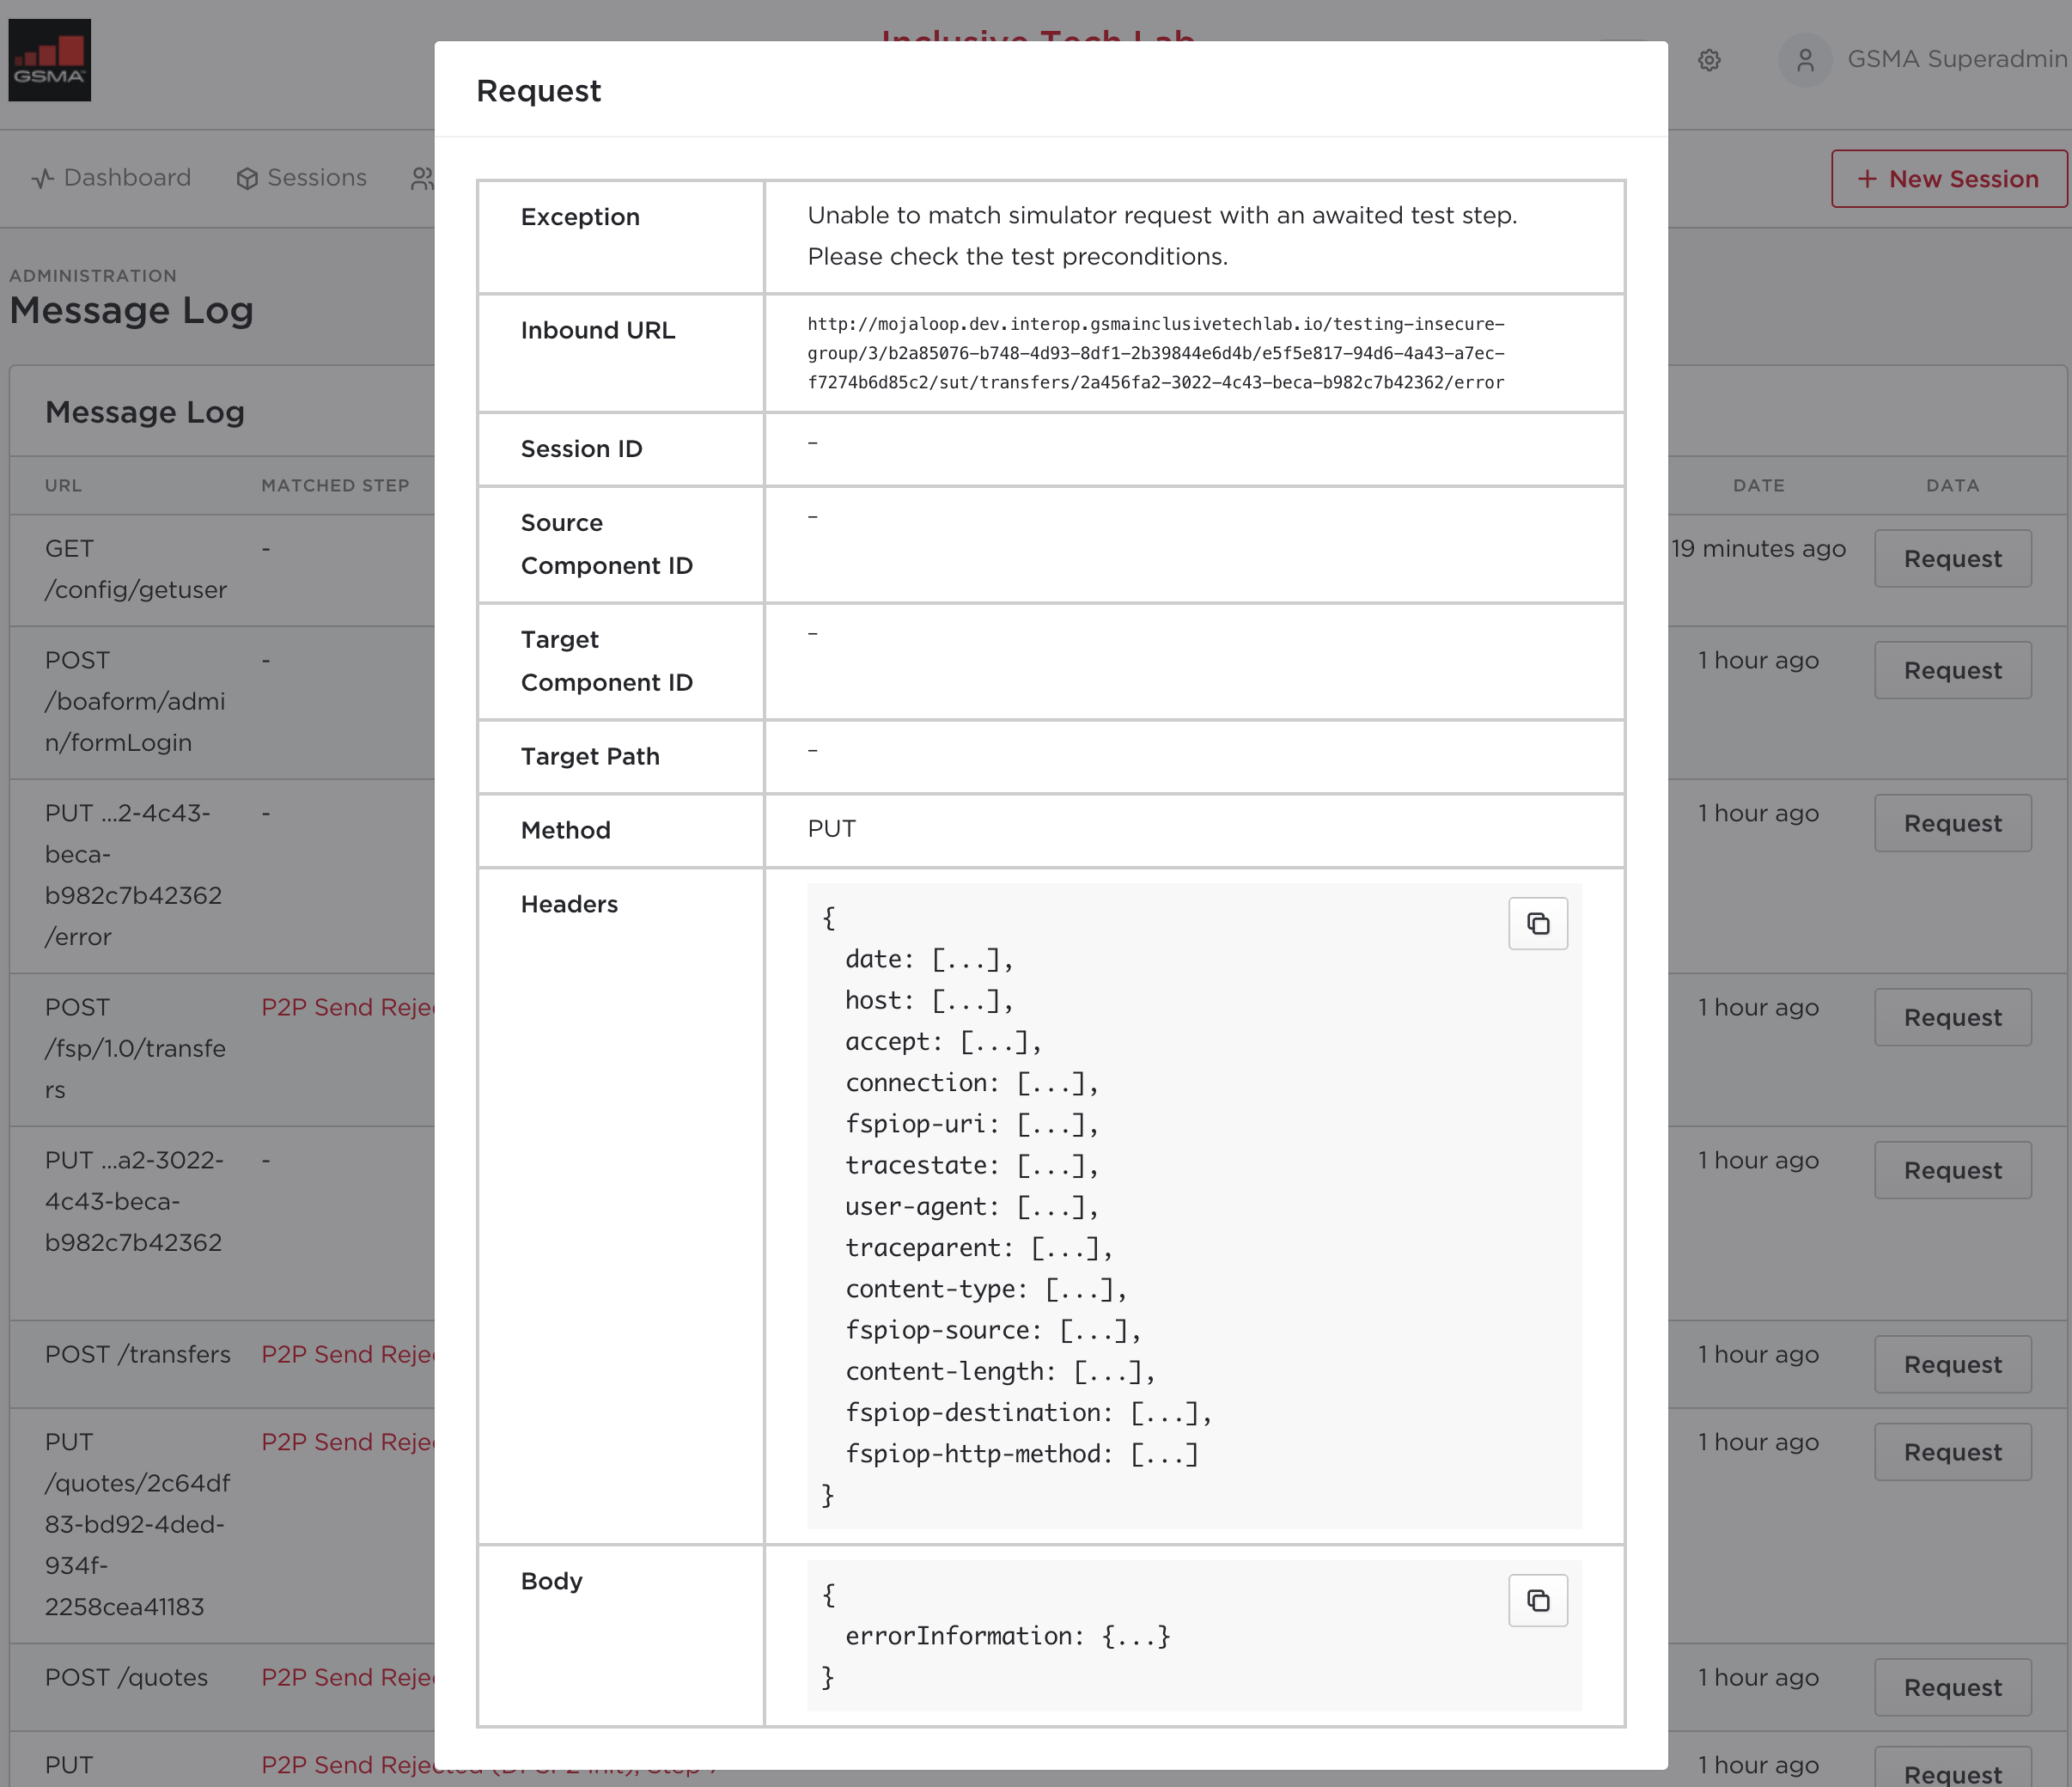 GSMA
Inclusive Tech Lab
GSMA Superadmin
Dashboard
Sessions
+ New Session
ADMINISTRATION
Message Log
Message Log
URL
MATCHED STEP
DATE
DATA
GET
/config/getuser
-
19 minutes ago
Request
POST
/boaform/admi
n/formLogin
-
1 hour ago
Request
PUT ...2-4c43-
beca-
b982c7b42362
/error
-
1 hour ago
Request
POST
/fsp/1.0/transfe
rs
P2P Send Reje
1 hour ago
Request
PUT ...a2-3022-
4c43-beca-
b982c7b42362
-
1 hour ago
Request
POST /transfers
P2P Send Reje
1 hour ago
Request
PUT
/quotes/2c64df
83-bd92-4ded-
934f-
2258cea41183
P2P Send Reje
1 hour ago
Request
POST /quotes
P2P Send Reje
1 hour ago
Request
PUT
P2P Send Rejected
1 hour ago
Request
Request
Exception
Unable to match simulator request with an awaited test step.
Please check the test preconditions.
Inbound URL
http://mojaloop.dev.interop.gsmainclusivetechlab.io/testing-insecure-
group/3/b2a85076-b748-4d93-8df1-2b39844e6d4b/e5f5e817-94d6-4a43-a7ec-
f7274b6d85c2/sut/transfers/2a456fa2-3022-4c43-beca-b982c7b42362/error
Session ID
–
Source
Component ID
–
Target
Component ID
–
Target Path
–
Method
PUT
Headers
{
date: [...],
host: [...],
accept: [...],
connection: [...],
fspiop-uri: [...],
tracestate: [...],
user-agent: [...],
traceparent: [...],
content-type: [...],
fspiop-source: [...],
content-length: [...],
fspiop-destination: [...],
fspiop-http-method: [...]
}
Body
{
errorInformation: {...}
}